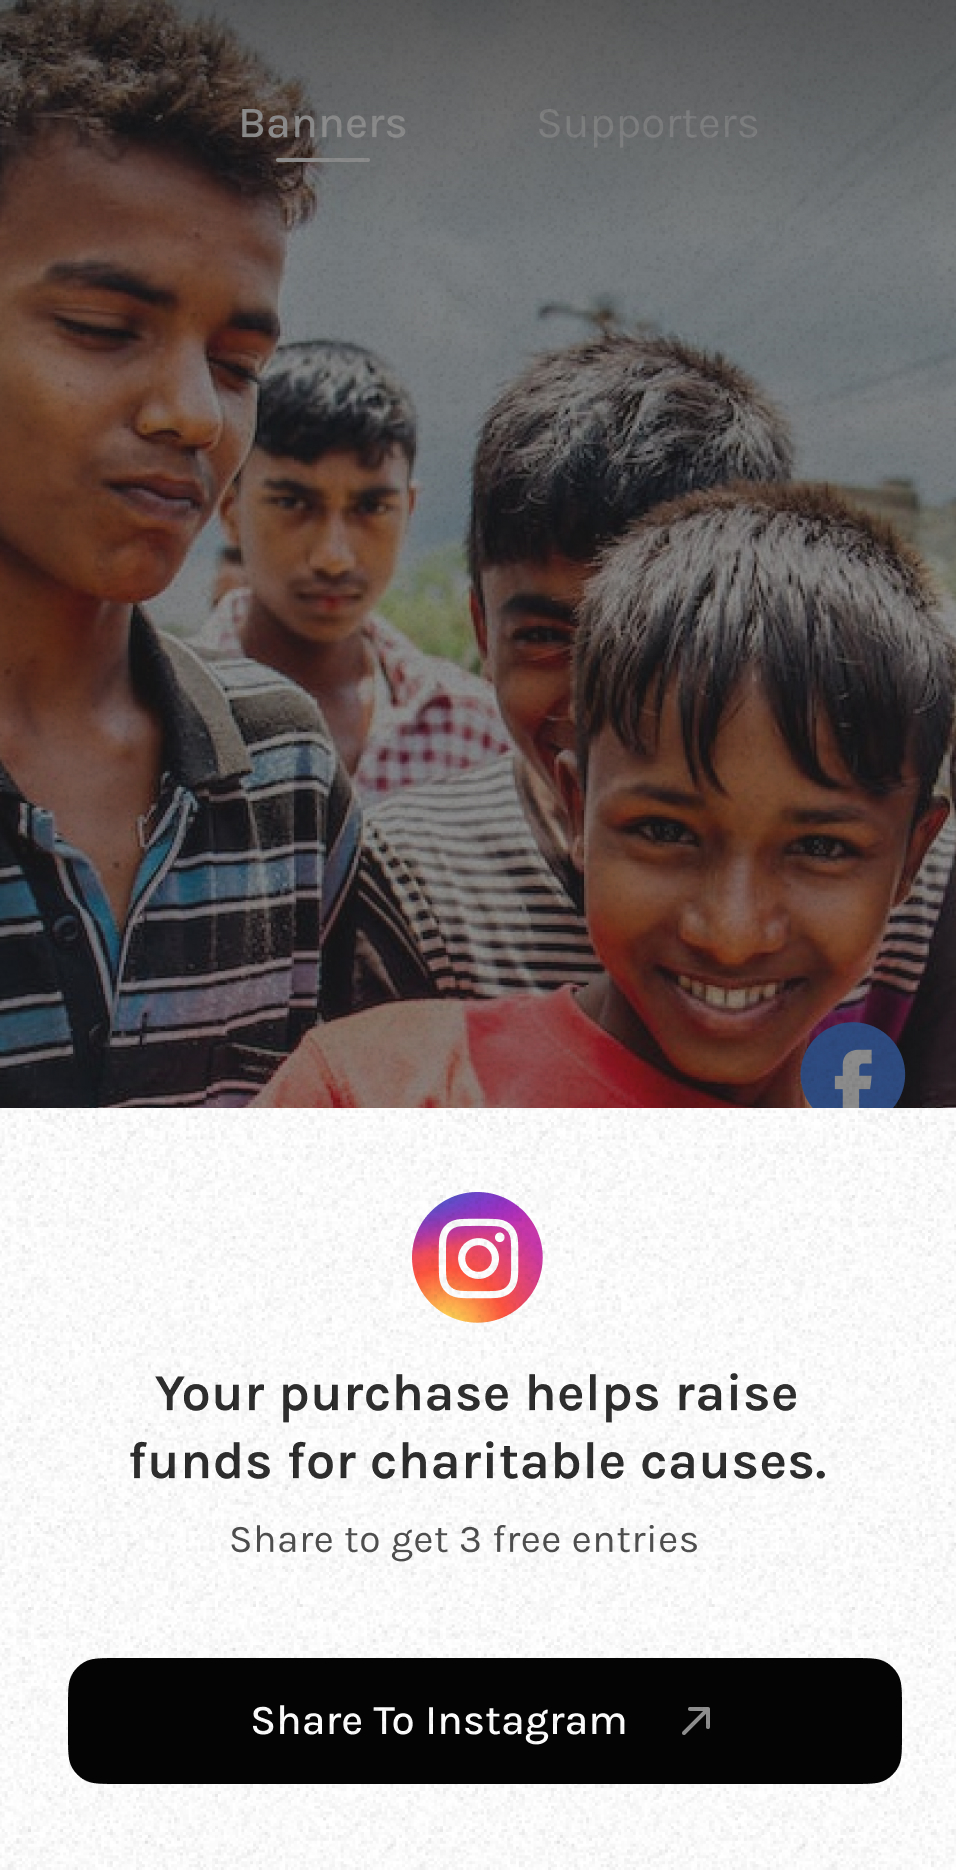 Banners
Supporters
Your purchase helps raise
funds for charitable causes.
Share to get 3 free entries
Share To Instagram